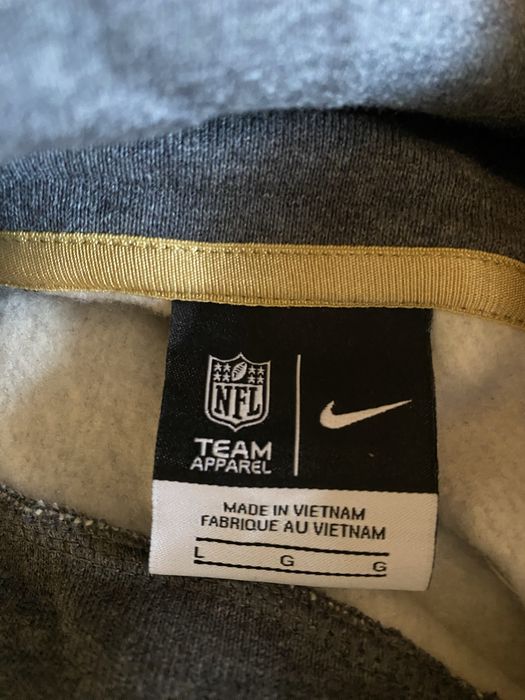 NFL
TEAM
APPAREL
MADE IN VIETNAM
FABRIQUE AU VIETNAM
L G G